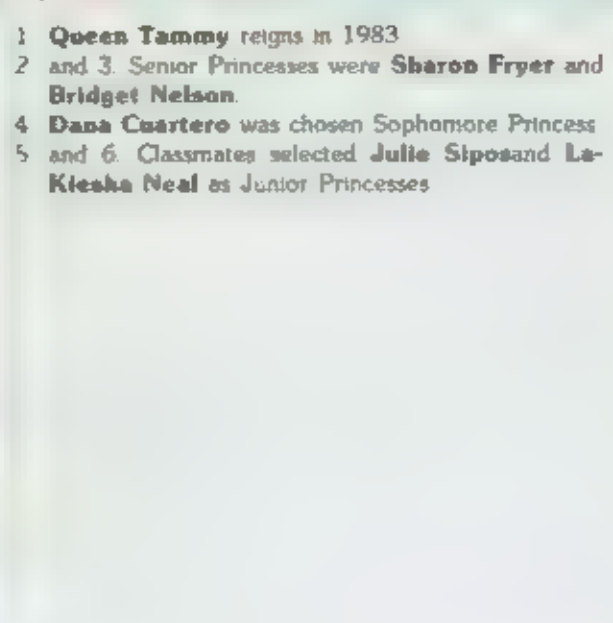 1 Queen Tammy reigns in 1983
2 and 3. Senior Princesses were Sharon Fryer and
Bridget Nelson.
4 Dana Cuartero was chosen Sophomore Princess
5 and 6. Classmates selected Julie Siposand La-
Kiesha Neal as Junior Princesses